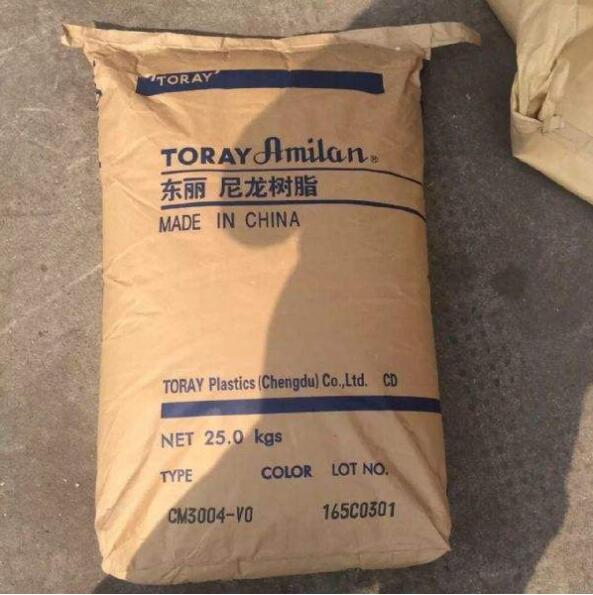 "TORAY"
TORAY Amilan®
东丽 尼龙树脂
MADE IN CHINA
TORAY Plastics (Chengdu) Co., Ltd. CD
NET 25.0 kgs
TYPE COLOR LOT NO.
CM3004-V0 165C0301